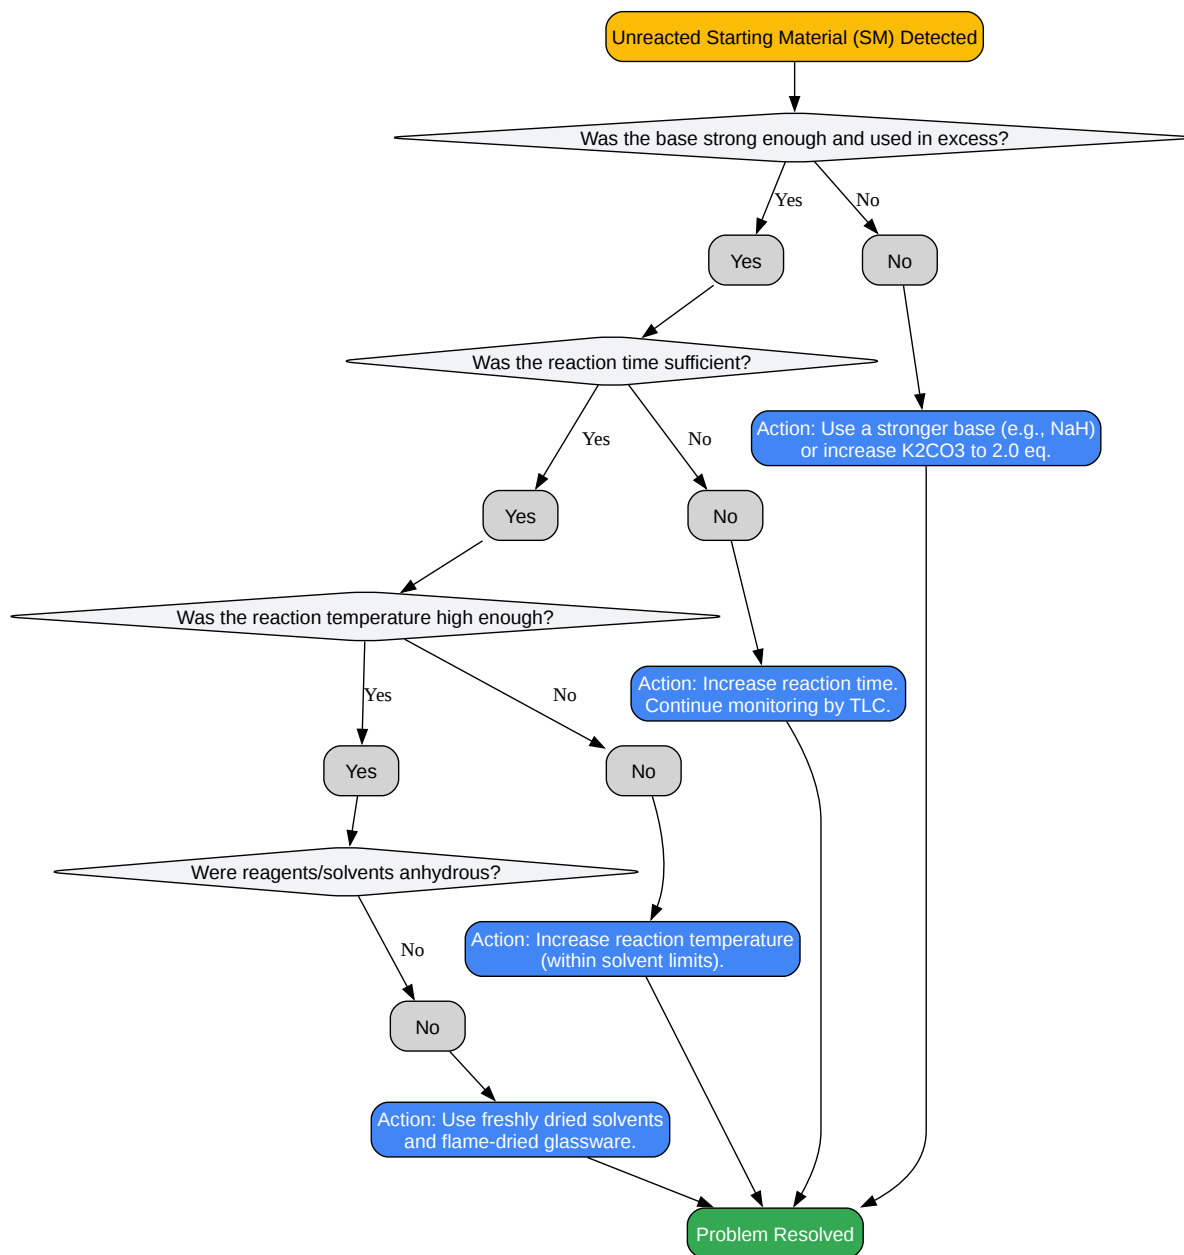 Unreacted Starting Material (SM) Detected
Was the base strong enough and used in excess?
Yes
No
Yes
No
Was the reaction time sufficient?
Action: Use a stronger base (e.g., NaH)
or increase K2CO3 to 2.0 eq.
Yes
No
Yes
No
Was the reaction temperature high enough?
Action: Increase reaction time.
Continue monitoring by TLC.
Yes
No
Yes
No
Were reagents/solvents anhydrous?
Action: Increase reaction temperature
(within solvent limits).
No
No
Action: Use freshly dried solvents
and flame-dried glassware.
Problem Resolved